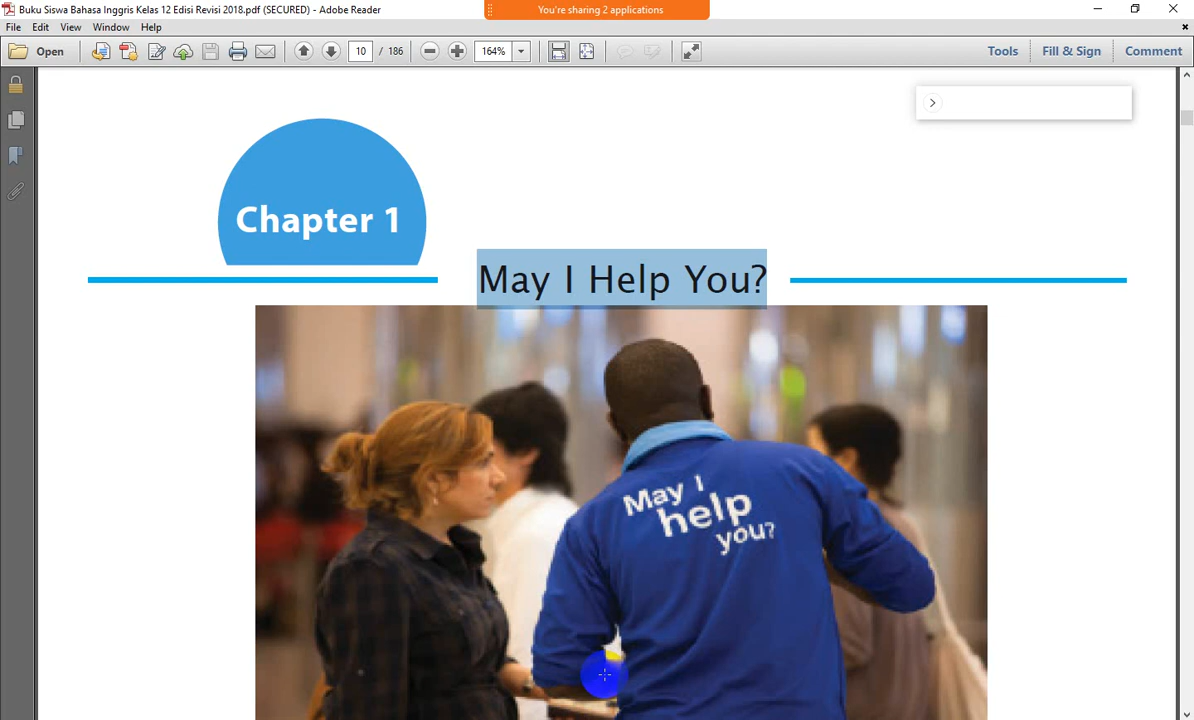 Buku Siswa Bahasa Inggris Kelas 12 Edisi Revisi 2018.pdf (SECURED) - Adobe Reader
You're sharing 2 applications
File Edit View Window Help
Open 10 / 186 164% Tools Fill & Sign Comment
Chapter 1
May I Help You?
May I
help
you?